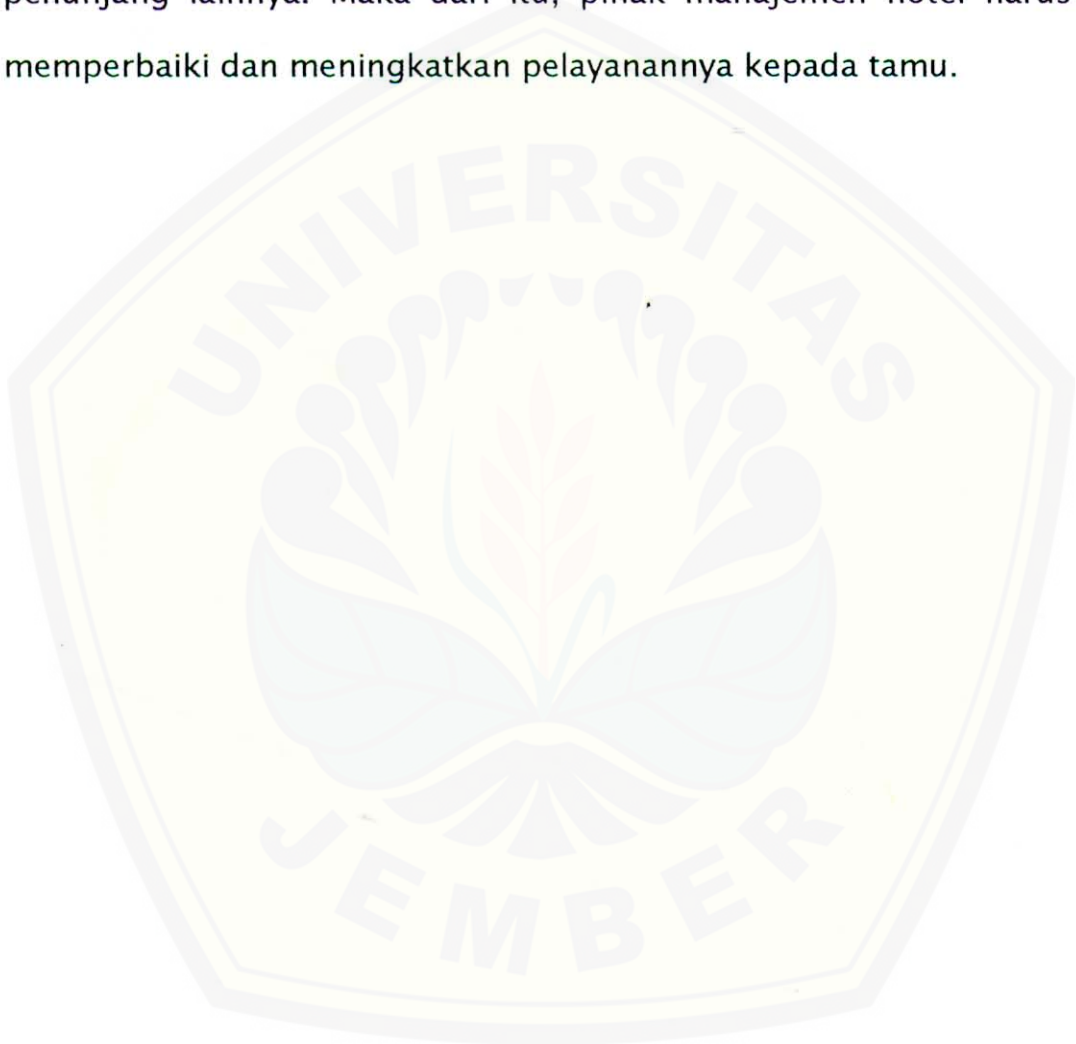 penunjang lainnya. Maka dari itu, pihak manajemen hotel harus
memperbaiki dan meningkatkan pelayanannya kepada tamu.
UNIVERSITAS
JEMBER